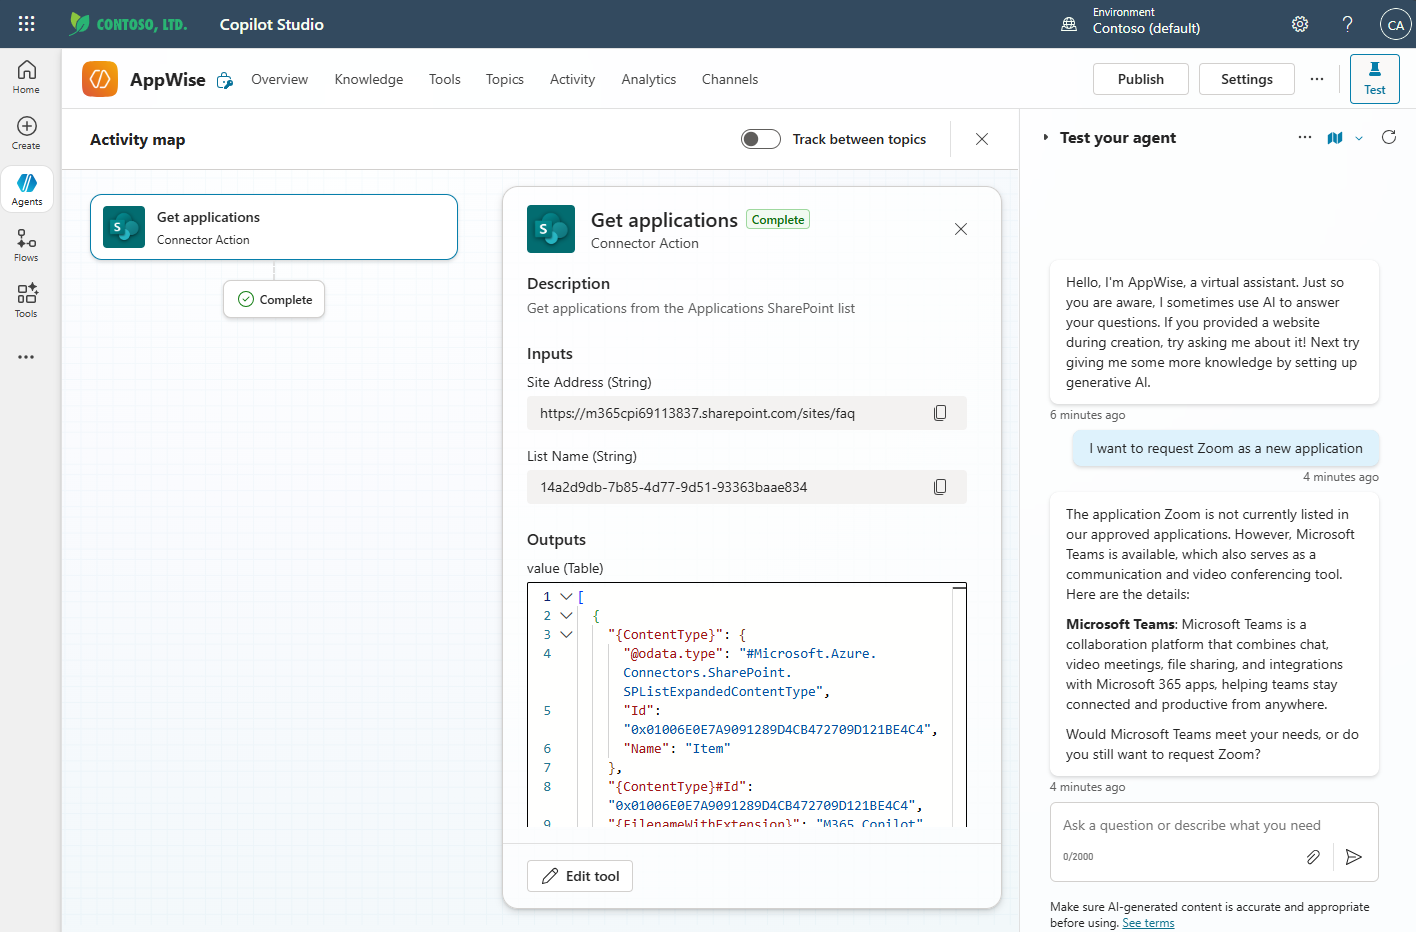 CONTOSO, LTD.
Copilot Studio
Environment
Contoso (default)
CA
Home
Create
Agents
Flows
Tools
AppWise
Overview
Knowledge
Tools
Topics
Activity
Analytics
Channels
Publish
Settings
Test
Activity map
Track between topics
S
Get applications
Connector Action
Complete
S
Get applications
Complete
Connector Action
Description
Get applications from the Applications SharePoint list
Inputs
Site Address (String)
https://m365cpi69113837.sharepoint.com/sites/faq
List Name (String)
14a2d9db-7b85-4d77-9d51-93363baae834
Outputs
value (Table)
1 [
2 {
3 "{ContentType}": {
4 "@odata.type": "#Microsoft.Azure.
Connectors.SharePoint.
SPListExpandedContentType",
5 "Id":
"0x01006E0E7A9091289D4CB472709D121BE4C4",
6 "Name": "Item"
7 },
8 "{ContentType}#Id":
"0x01006E0E7A9091289D4CB472709D121BE4C4",
9 "{FilenameWithExtension}": "M365 Copilot"
Edit tool
Test your agent
Hello, I'm AppWise, a virtual assistant. Just so
you are aware, I sometimes use AI to answer
your questions. If you provided a website
during creation, try asking me about it! Next try
giving me some more knowledge by setting up
generative AI.
6 minutes ago
I want to request Zoom as a new application
4 minutes ago
The application Zoom is not currently listed in
our approved applications. However, Microsoft
Teams is available, which also serves as a
communication and video conferencing tool.
Here are the details:
Microsoft Teams: Microsoft Teams is a
collaboration platform that combines chat,
video meetings, file sharing, and integrations
with Microsoft 365 apps, helping teams stay
connected and productive from anywhere.
Would Microsoft Teams meet your needs, or do
you still want to request Zoom?
4 minutes ago
Ask a question or describe what you need
0/2000
Make sure AI-generated content is accurate and appropriate
before using. See terms